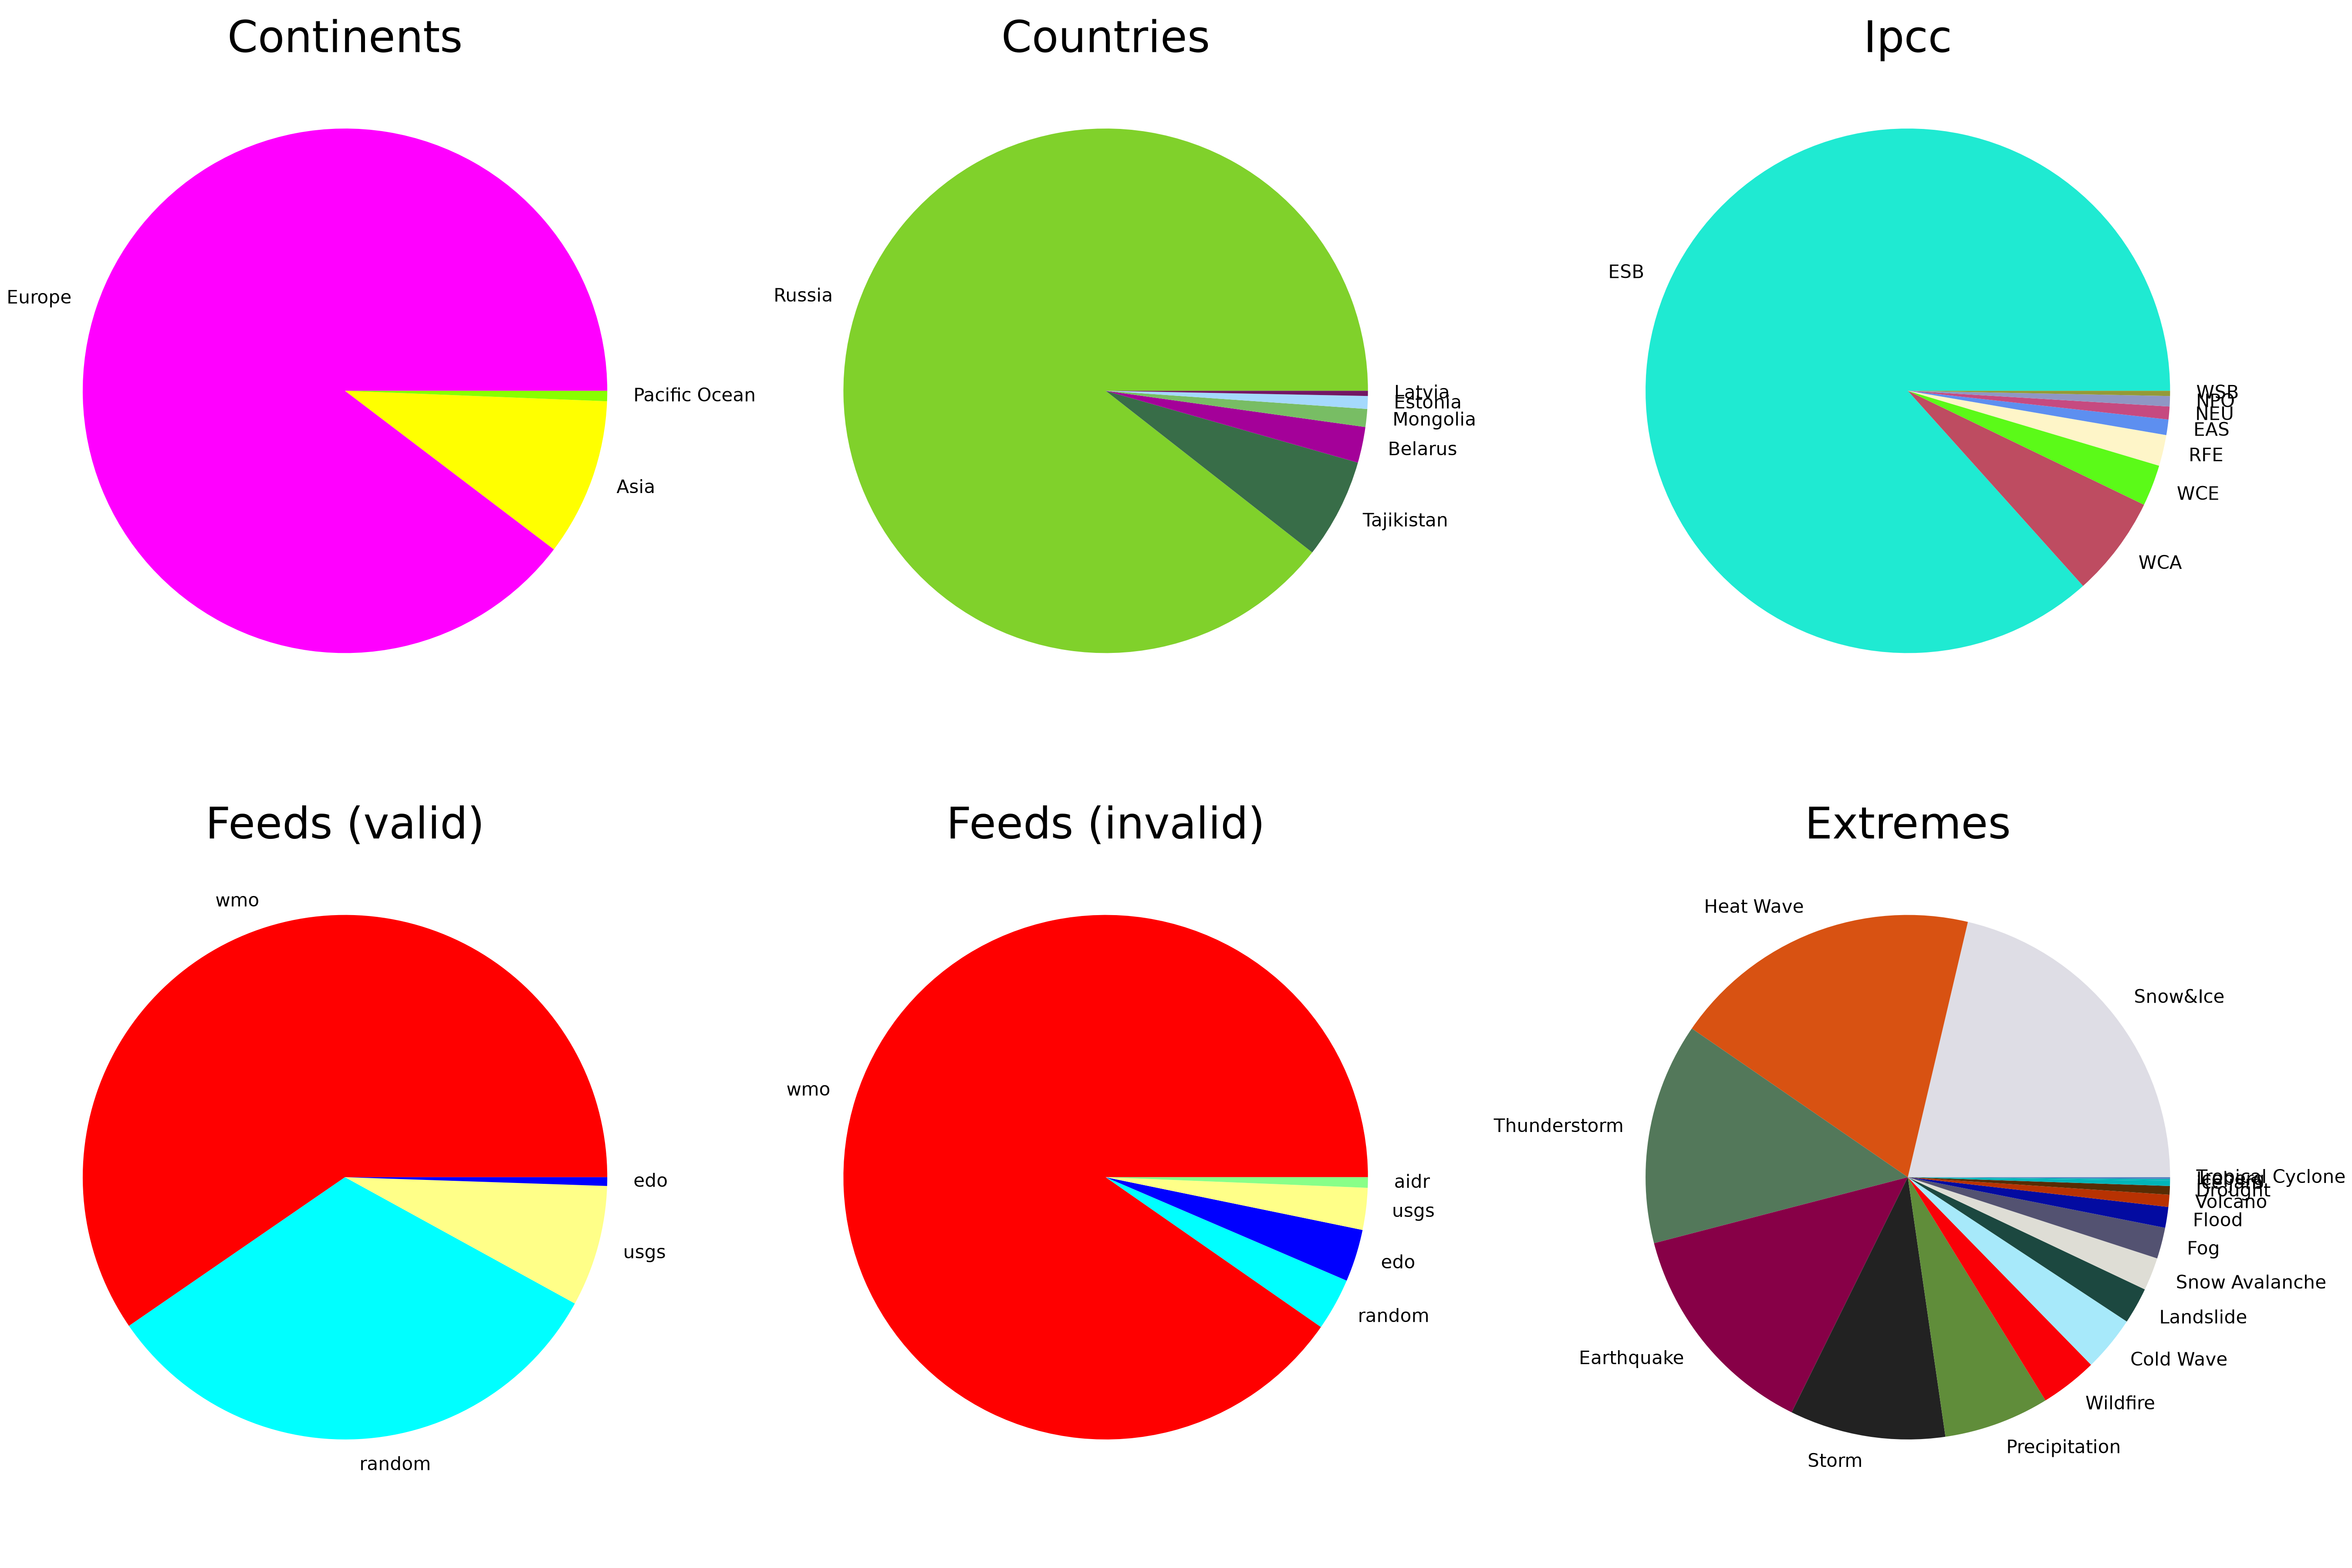 Continents
Countries
Ipcc
Europe
Pacific Ocean
Asia
Russia
Latvia
Estonia
Mongolia
Belarus
Tajikistan
ESB
WSB
NPO
NEU
EAS
RFE
WCE
WCA
Feeds (valid)
Feeds (invalid)
Extremes
wmo
edo
usgs
random
wmo
aidr
usgs
edo
random
Heat Wave
Snow&Ice
Thunderstorm
Tropical Cyclone
Drought
Volcano
Flood
Fog
Snow Avalanche
Landslide
Cold Wave
Wildfire
Precipitation
Storm
Earthquake